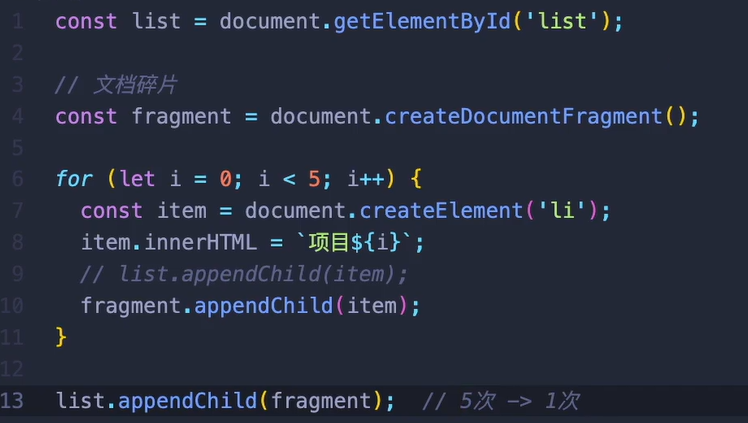 1 const list = document.getElementById('list');
2
3 // 文档碎片
4 const fragment = document.createDocumentFragment();
5
6 for (let i = 0; i < 5; i++) {
7   const item = document.createElement('li');
8   item.innerHTML = `项目${i}`;
9   // list.appendChild(item);
10   fragment.appendChild(item);
11 }
12
13 list.appendChild(fragment);  // 5次 -> 1次